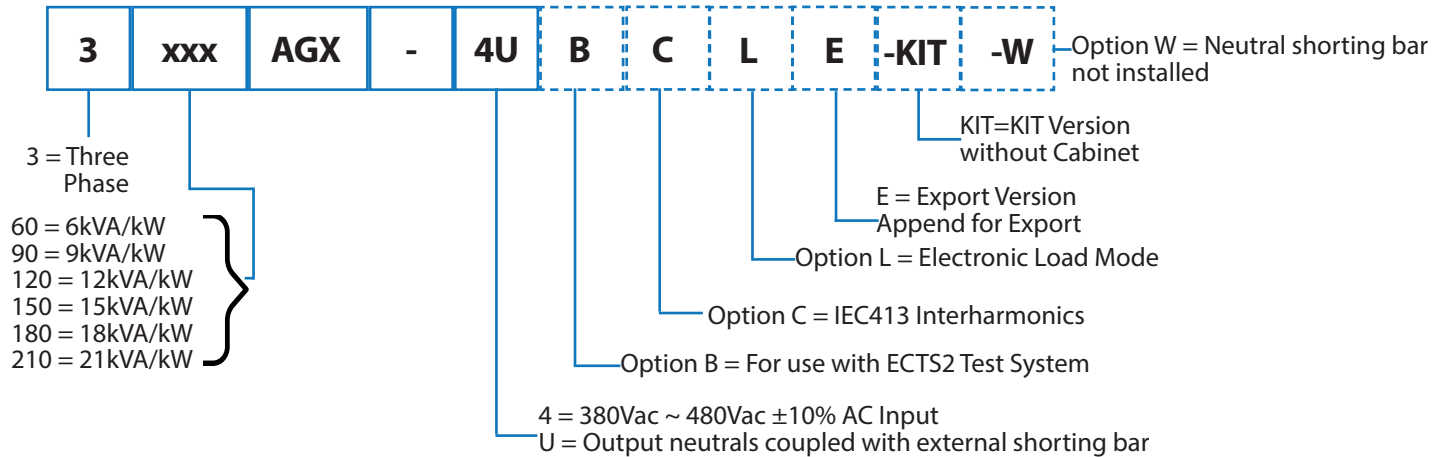 3 xxx AGX - 4U B C L E -KIT -W
Option W = Neutral shorting bar
not installed
KIT=KIT Version
without Cabinet
3 = Three
Phase
E = Export Version
Append for Export
60 = 6kVA/kW
90 = 9kVA/kW
120 = 12kVA/kW
150 = 15kVA/kW
180 = 18kVA/kW
210 = 21kVA/kW
Option L = Electronic Load Mode
Option C = IEC413 Interharmonics
Option B = For use with ECTS2 Test System
4 = 380Vac ~ 480Vac ±10% AC Input
U = Output neutrals coupled with external shorting bar